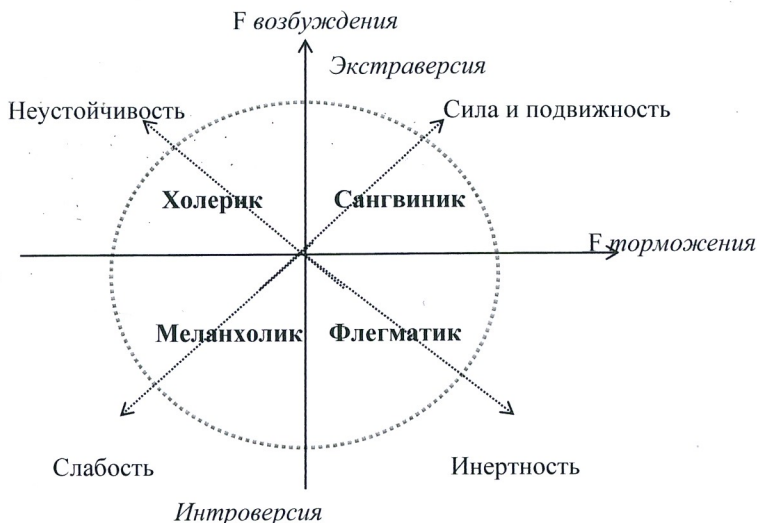 F возбуждения
Экстраверсия
Неустойчивость
Сила и подвижность
Холерик
Сангвиник
F торможения
Меланхолик
Флегматик
Слабость
Инертность
Интроверсия